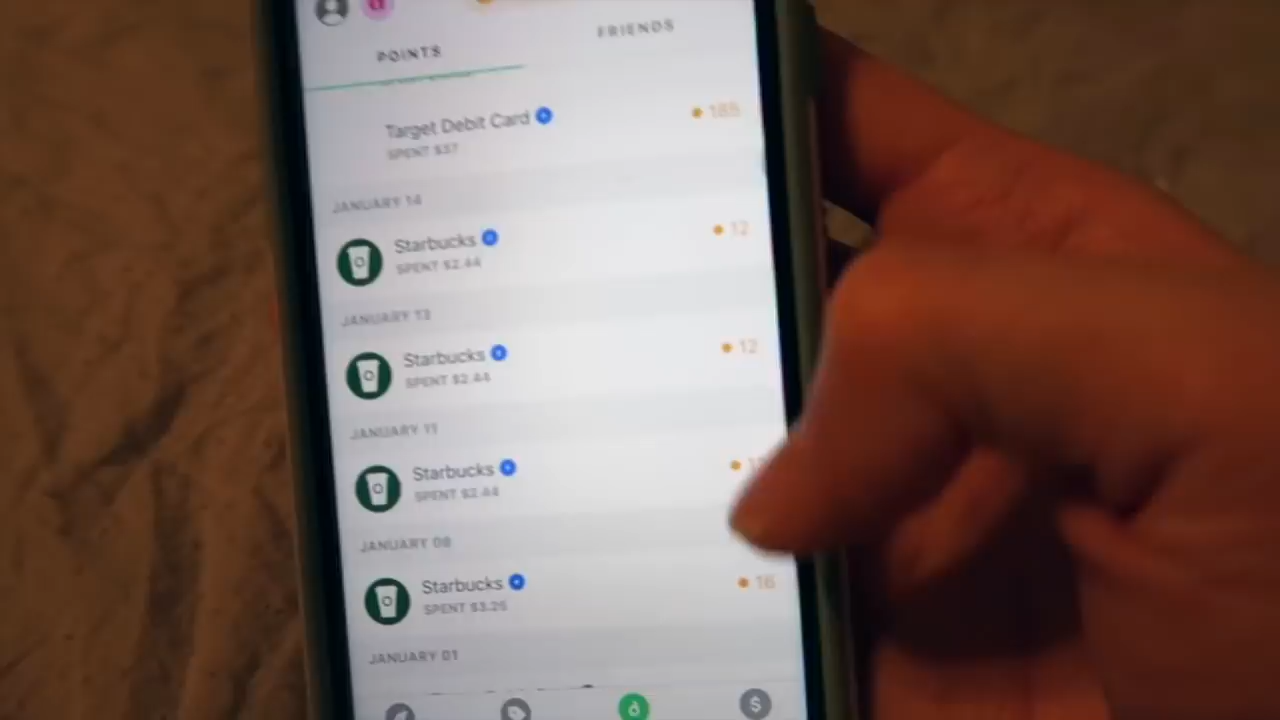 POINTS
FRIENDS
Target Debit Card
185
SPENT $37
JANUARY 14
Starbucks
12
SPENT $2.44
JANUARY 13
Starbucks
12
SPENT $2.44
JANUARY 11
Starbucks
SPENT $2.44
JANUARY 08
Starbucks
16
SPENT $3.25
JANUARY 01
$